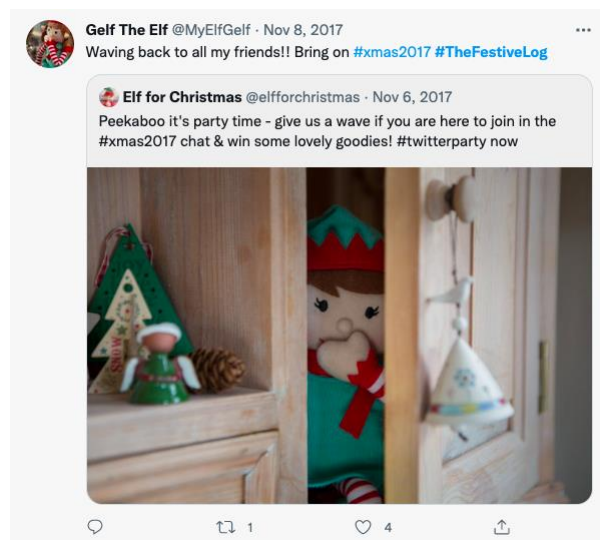 Gelf The Elf @MyElfGelf · Nov 8, 2017
Waving back to all my friends!! Bring on #xmas2017 #TheFestiveLog
Elf for Christmas @elfforchristmas · Nov 6, 2017
Peekaboo it's party time - give us a wave if you are here to join in the
#xmas2017 chat & win some lovely goodies! #twitterparty now
SNOW
1 4